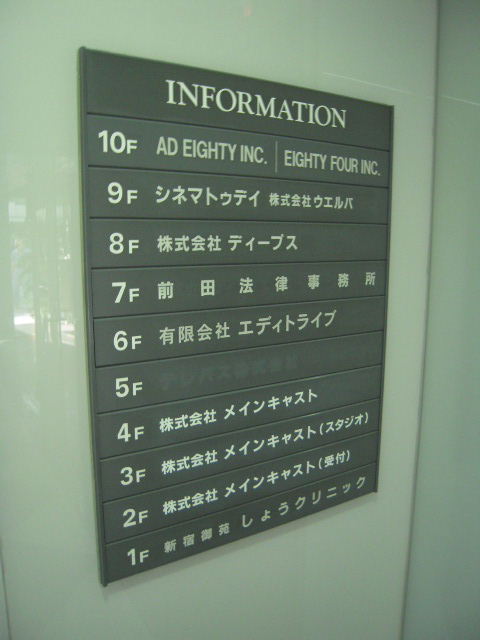 INFORMATION
10F AD EIGHTY INC. | EIGHTY FOUR INC.
9F シネマトゥデイ 株式会社 ウエルバ
8F 株式会社 ディープス
7F 前田法律事務所
6F 有限会社 エディトライブ
5F
4F 株式会社 メインキャスト
3F 株式会社 メインキャスト(スタジオ)
2F 株式会社 メインキャスト(受付)
1F 新宿御苑 しょうクリニック